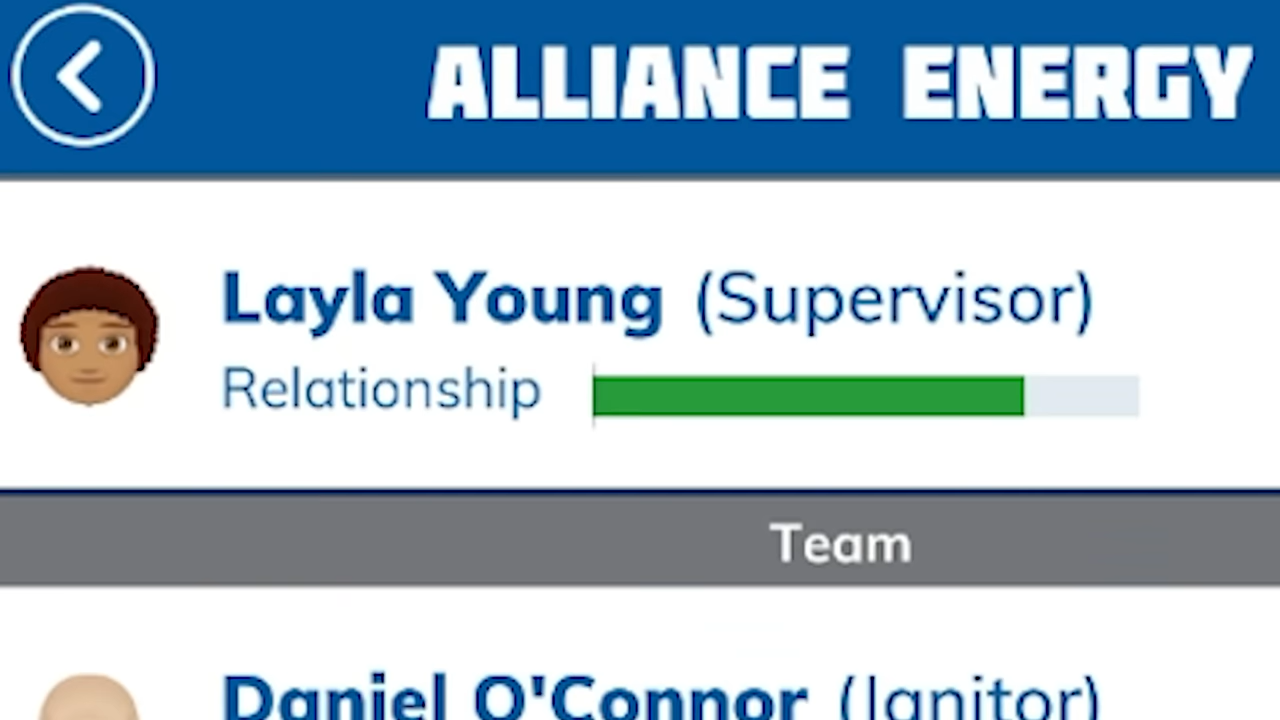 ALLIANCE ENERGY
Layla Young (Supervisor)
Relationship
Team
Daniel O'Connor (Janitor)